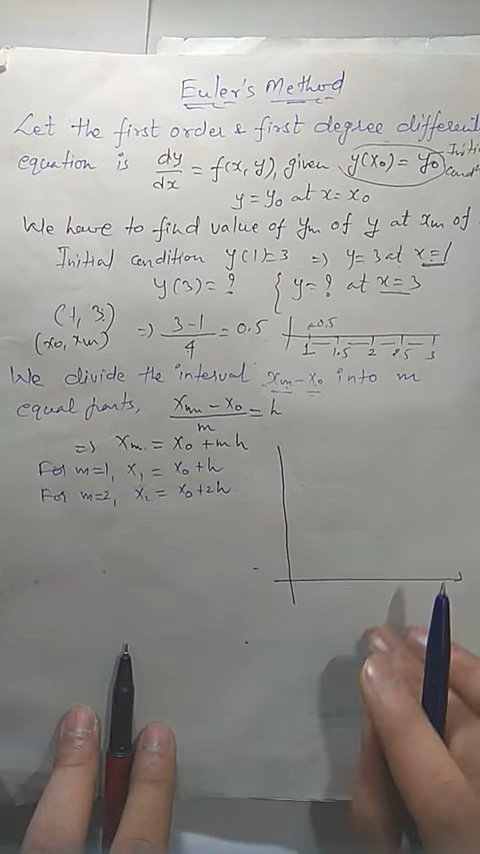 Euler's Method
Let the first order & first degree different
equation is dy/dx = f(x, y), given y(x₀) = y₀ Initi
y = y₀ at x = x₀ Cond
We have to find value of yₘ of y at xₘ of
Initial condition y(1)=3 => y=3 at x=1
y(3)=? { y=? at x=3
(1, 3)
(x₀, xₘ) => (3-1)/4 = 0.5
0.5
1 1.5 2 2.5 3
We divide the interval xₘ-x₀ into m
equal parts, (xₘ-x₀)/m = h
=> xₘ = x₀+mh
For m=1, x₁ = x₀+h
For m=2, x₂ = x₀+2h